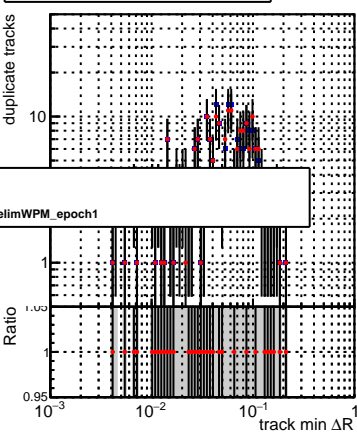 duplicate tracks
10
elimWPM_epoch1
1
1.05
Ratio
1
0.95
10⁻³ 10⁻² 10⁻¹ 1
track min ΔR